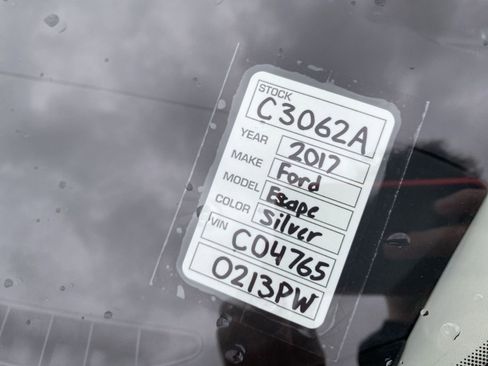 STOCK
C3062A
YEAR 2017
MAKE Ford
MODEL Escape
COLOR Silver
VIN C04765
0213PW